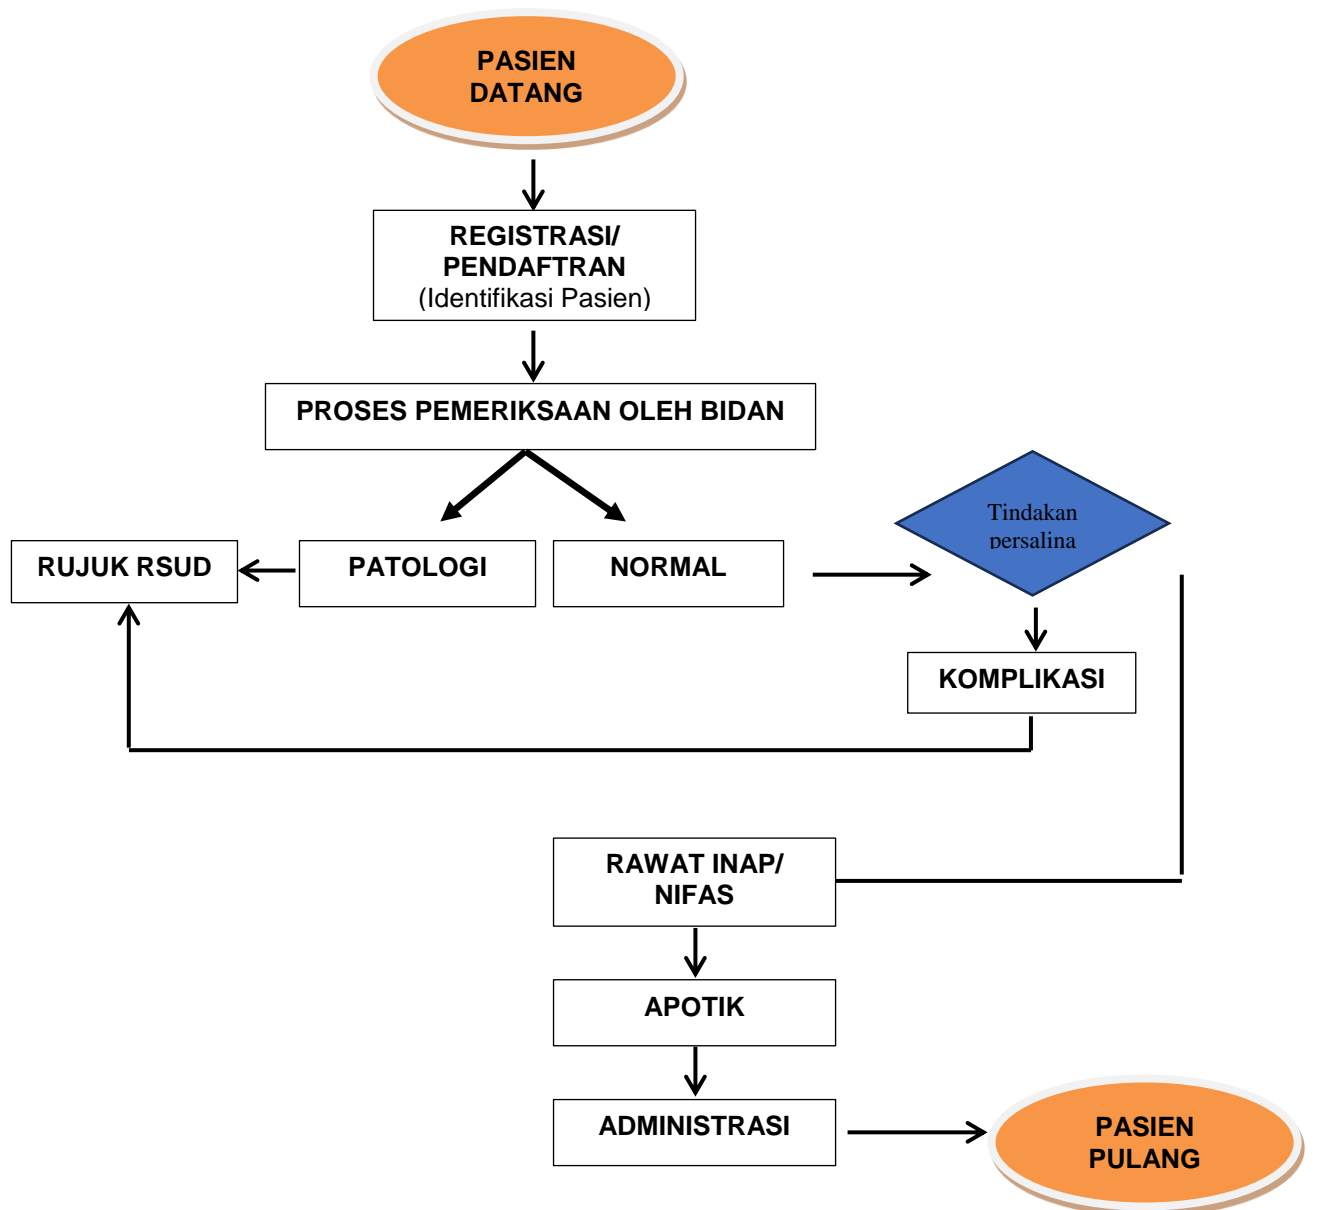 PASIEN
DATANG
REGISTRASI/
PENDAFTRAN
(Identifikasi Pasien)
PROSES PEMERIKSAAN OLEH BIDAN
Tindakan
persalina
RUJUK RSUD
PATOLOGI
NORMAL
KOMPLIKASI
RAWAT INAP/
NIFAS
APOTIK
ADMINISTRASI
PASIEN
PULANG